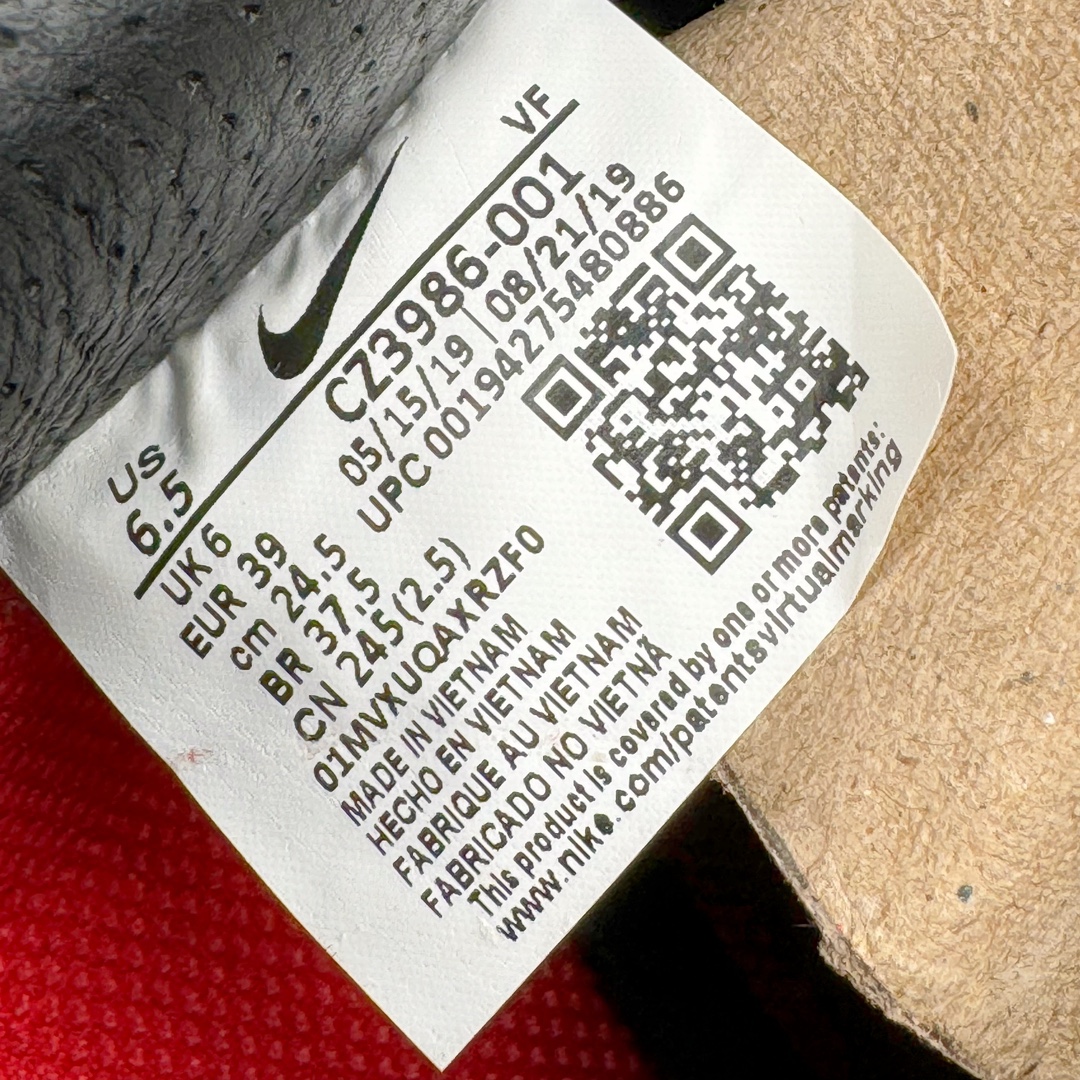 VF
US
6.5
CZ3986-001
05/15/19 | 08/21/19
UPC 00194275480886
UK 6
EUR 39
cm 24.5
BR 37.5
CN 245(2.5)
01MVXUQAXRZF0
MADE IN VIETNAM
HECHO EN VIETNAM
FABRIQUE AU VIETNAM
FABRICADO NO VIETNÃ
This product is covered by one or more patents:
www.nike.com/patentsvirtualmarking